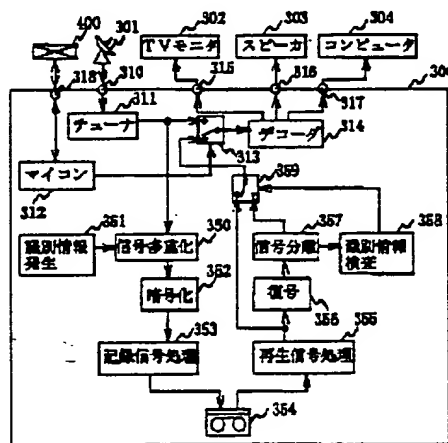 400
301
302
TVモニタ
303
スピーカ
304
コンピュータ
318
310
315
316
317
300
311
チューナ
313
デコーダ
314
マイコン
312
359
351
識別情報
発生
信号多重化
350
信号分離
357
識別情報
検査
358
暗号化
352
復号
356
記録信号処理
353
再生信号処理
355
354